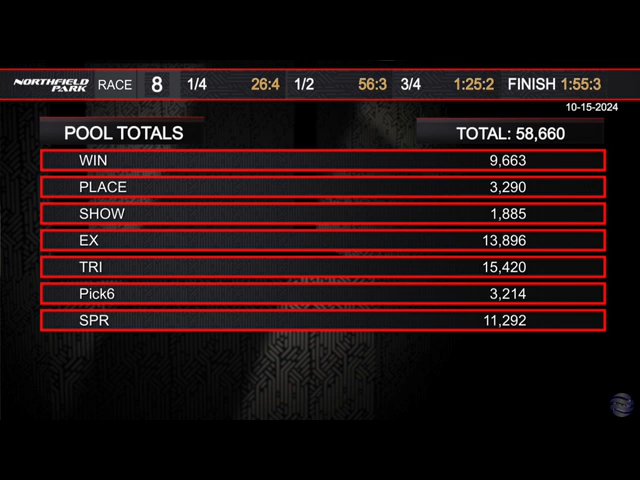 NORTHFIELD PARK RACE 8 1/4 26:4 1/2 56:3 3/4 1:25:2 FINISH 1:55:3
10-15-2024
POOL TOTALS TOTAL: 58,660
WIN 9,663
PLACE 3,290
SHOW 1,885
EX 13,896
TRI 15,420
Pick6 3,214
SPR 11,292